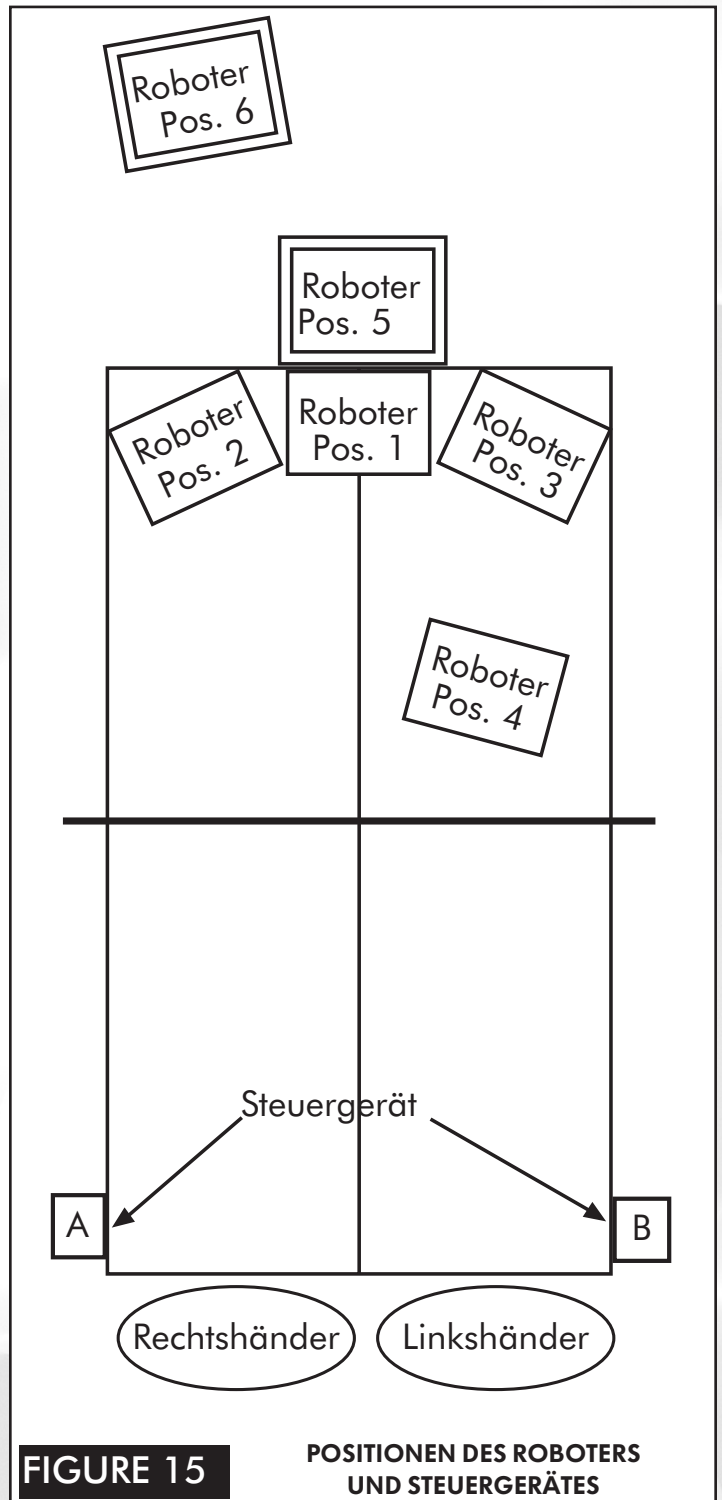 Roboter
Pos. 6
Roboter
Pos. 5
Roboter
Pos. 2
Roboter
Pos. 1
Roboter
Pos. 3
Roboter
Pos. 4
Steuergerät
A
B
Rechtshänder
Linkshänder
FIGURE 15
POSITIONEN DES ROBOTERS
UND STEUERGERÄTES